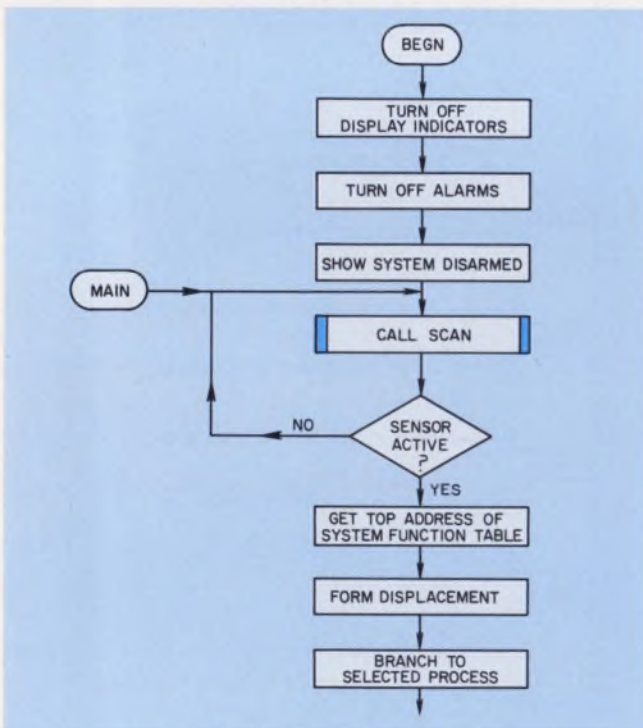 BEGN
TURN OFF
DISPLAY INDICATORS
TURN OFF ALARMS
SHOW SYSTEM DISARMED
MAIN
CALL SCAN
NO
SENSOR
ACTIVE
?
YES
GET TOP ADDRESS OF
SYSTEM FUNCTION TABLE
FORM DISPLACEMENT
BRANCH TO
SELECTED PROCESS